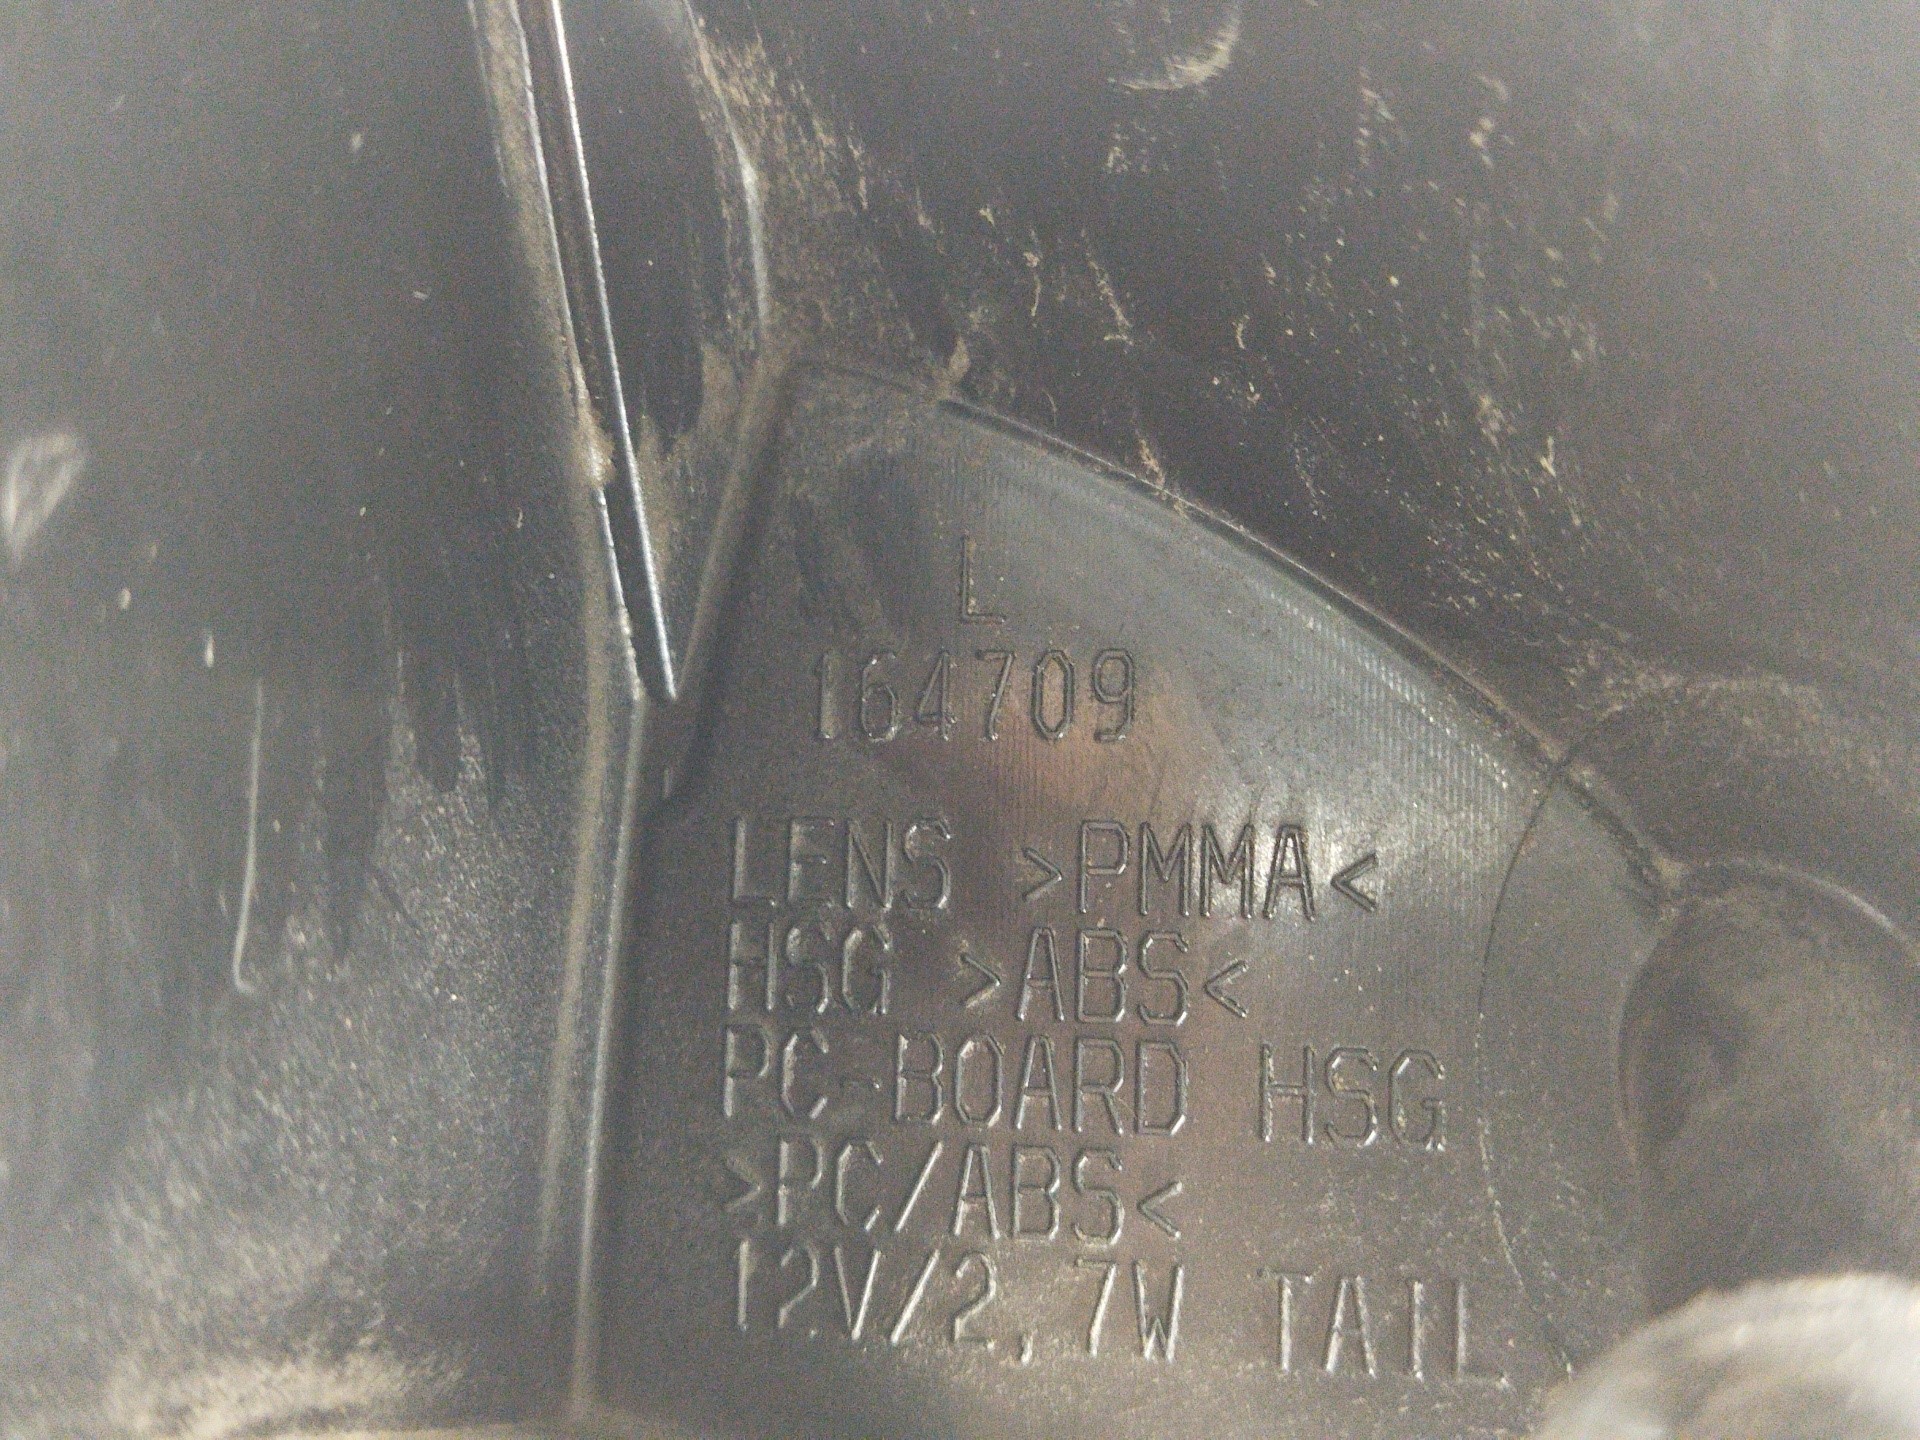 L
164709
LENS >PMMA<
HSG >ABS<
PC-BOARD HSG
>PC/ABS<
12V/2,7W TAIL